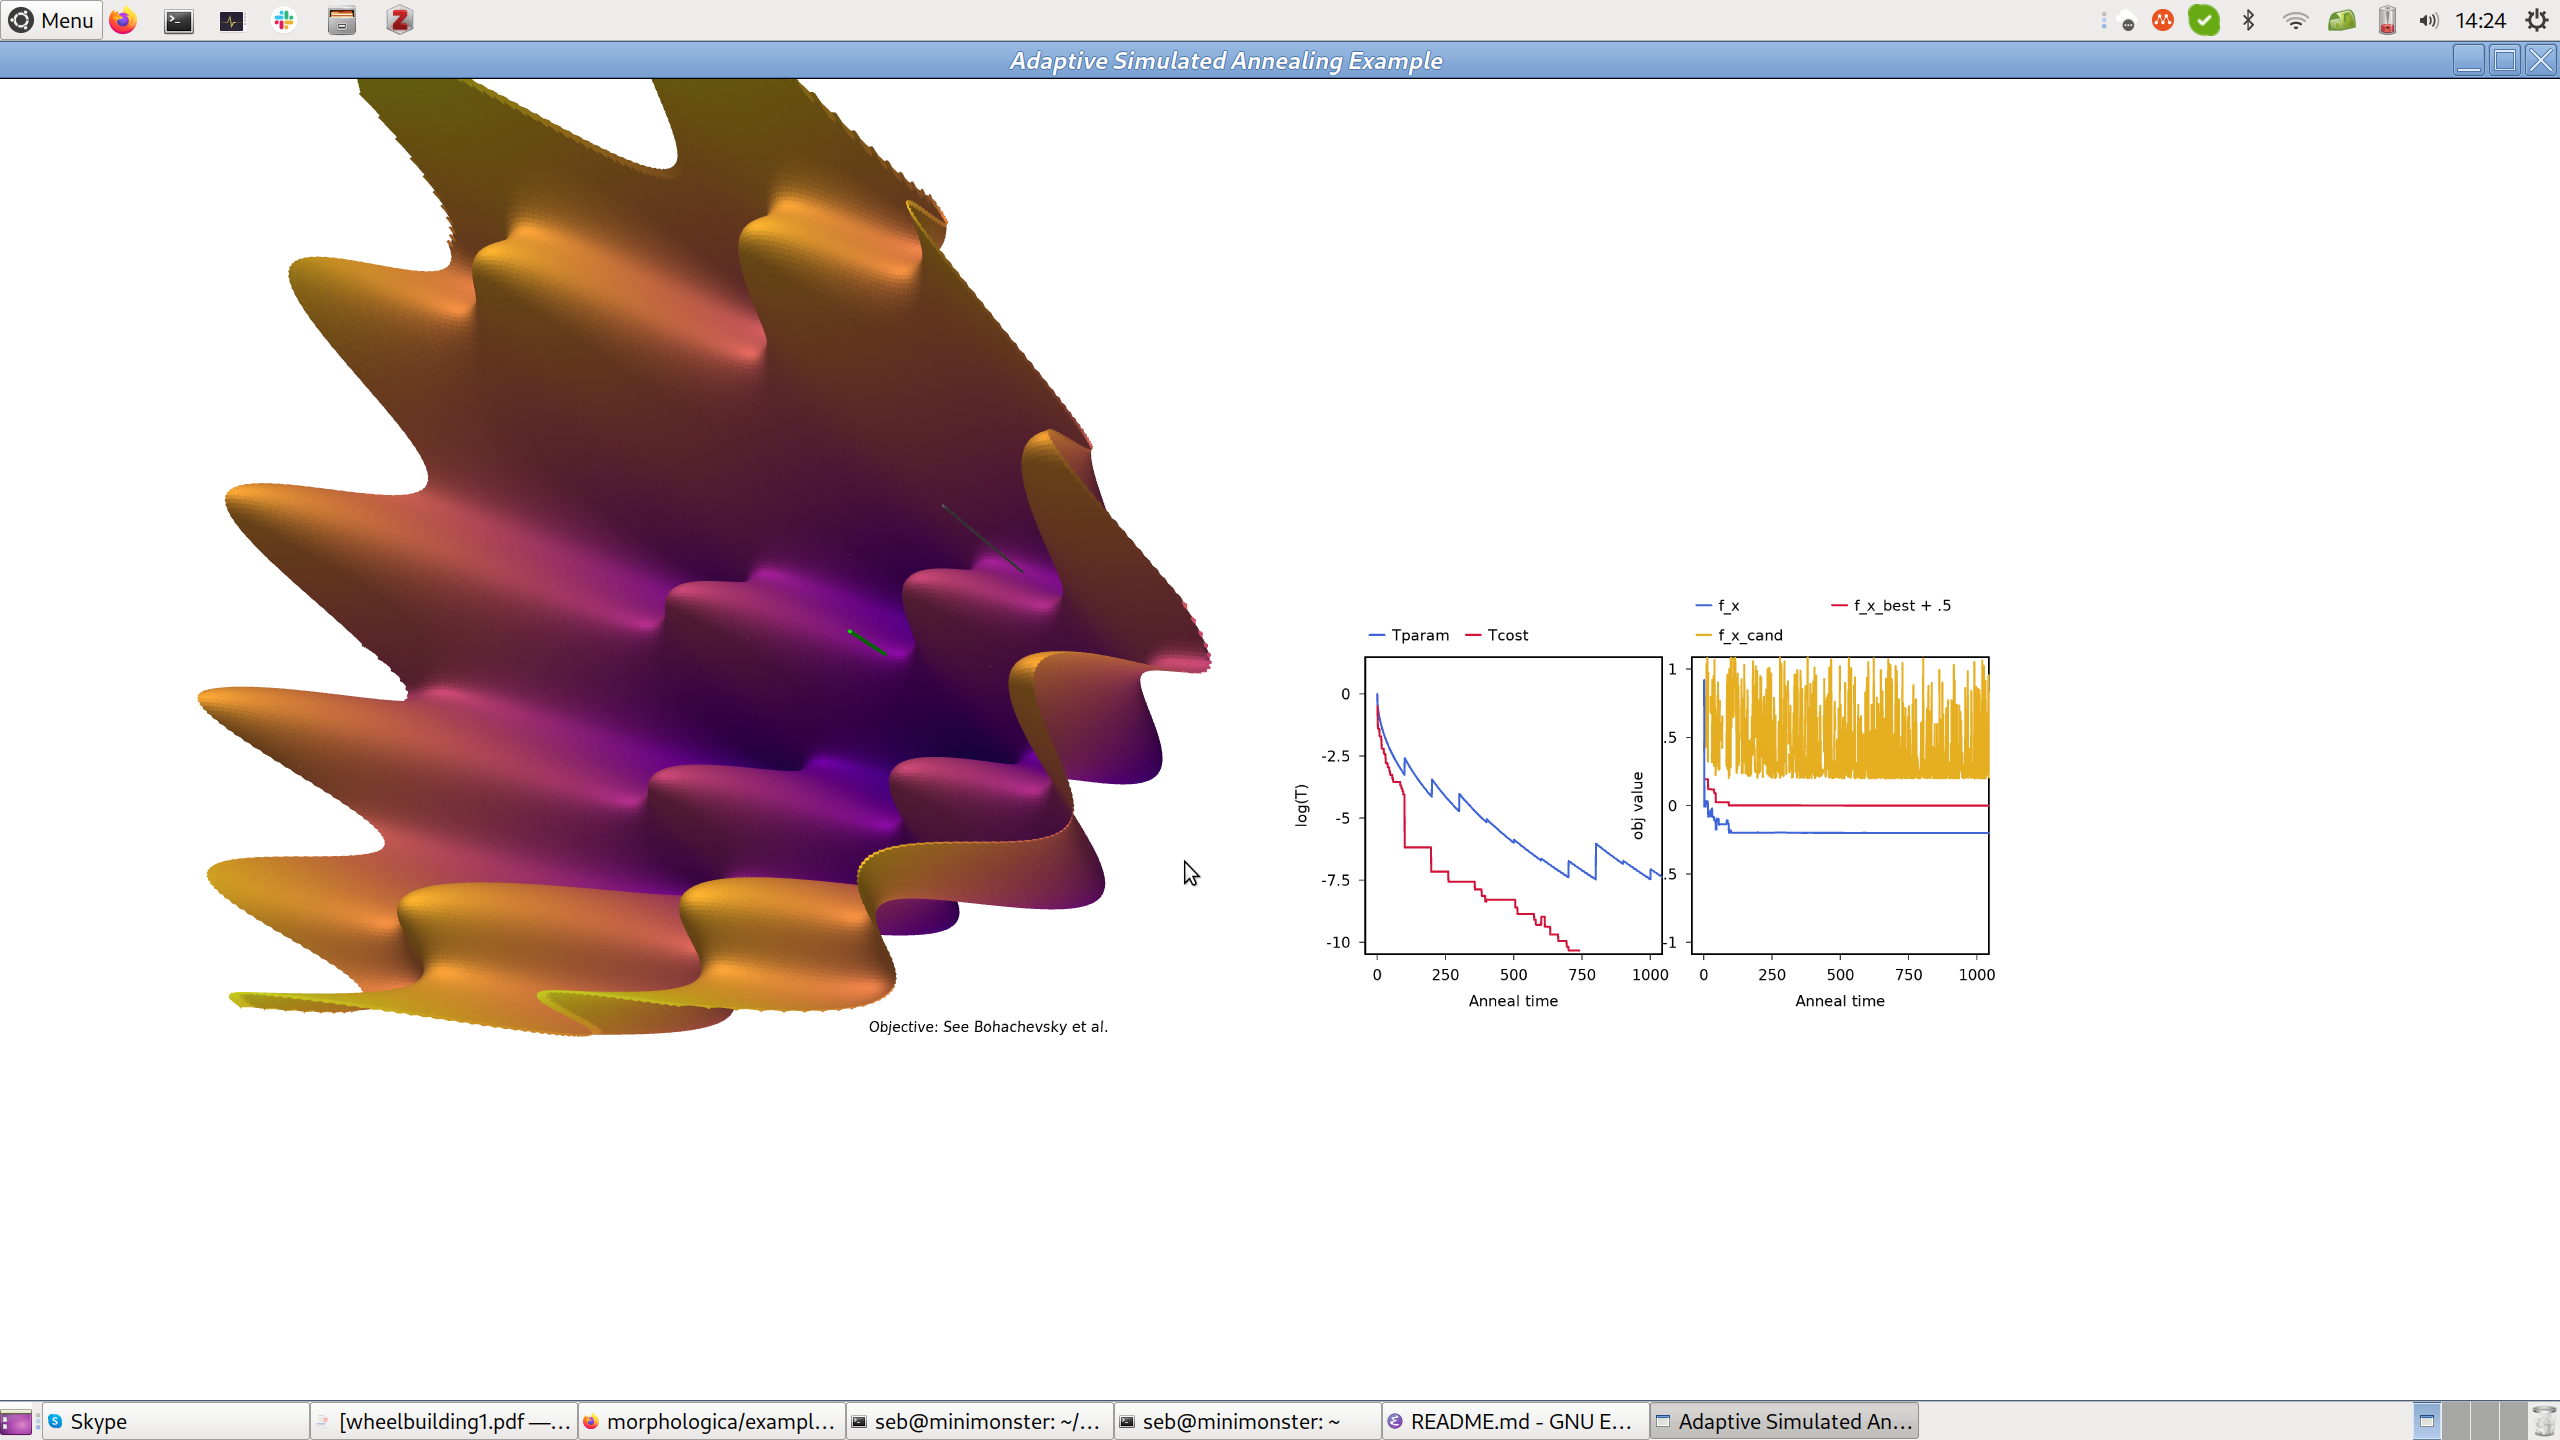 Menu
14:24
Adaptive Simulated Annealing Example
Objective: See Bohachevsky et al.
Tparam Tcost
log(T)
0
-2.5
-5
-7.5
-10
0 250 500 750 1000
Anneal time
f_x f_x_best + .5
f_x_cand
obj value
1
.5
0
.5
-1
0 250 500 750 1000
Anneal time
Skype
[wheelbuilding1.pdf —...
morphologica/exampl...
seb@minimonster: ~/...
seb@minimonster: ~
README.md - GNU E...
Adaptive Simulated An...